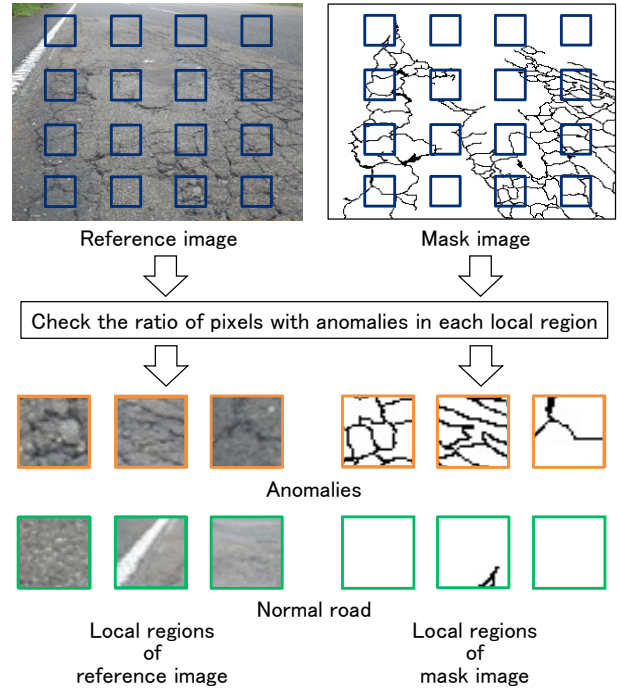 Reference image
Mask image
Check the ratio of pixels with anomalies in each local region
Anomalies
Normal road
Local regions
of
reference image
Local regions
of
mask image